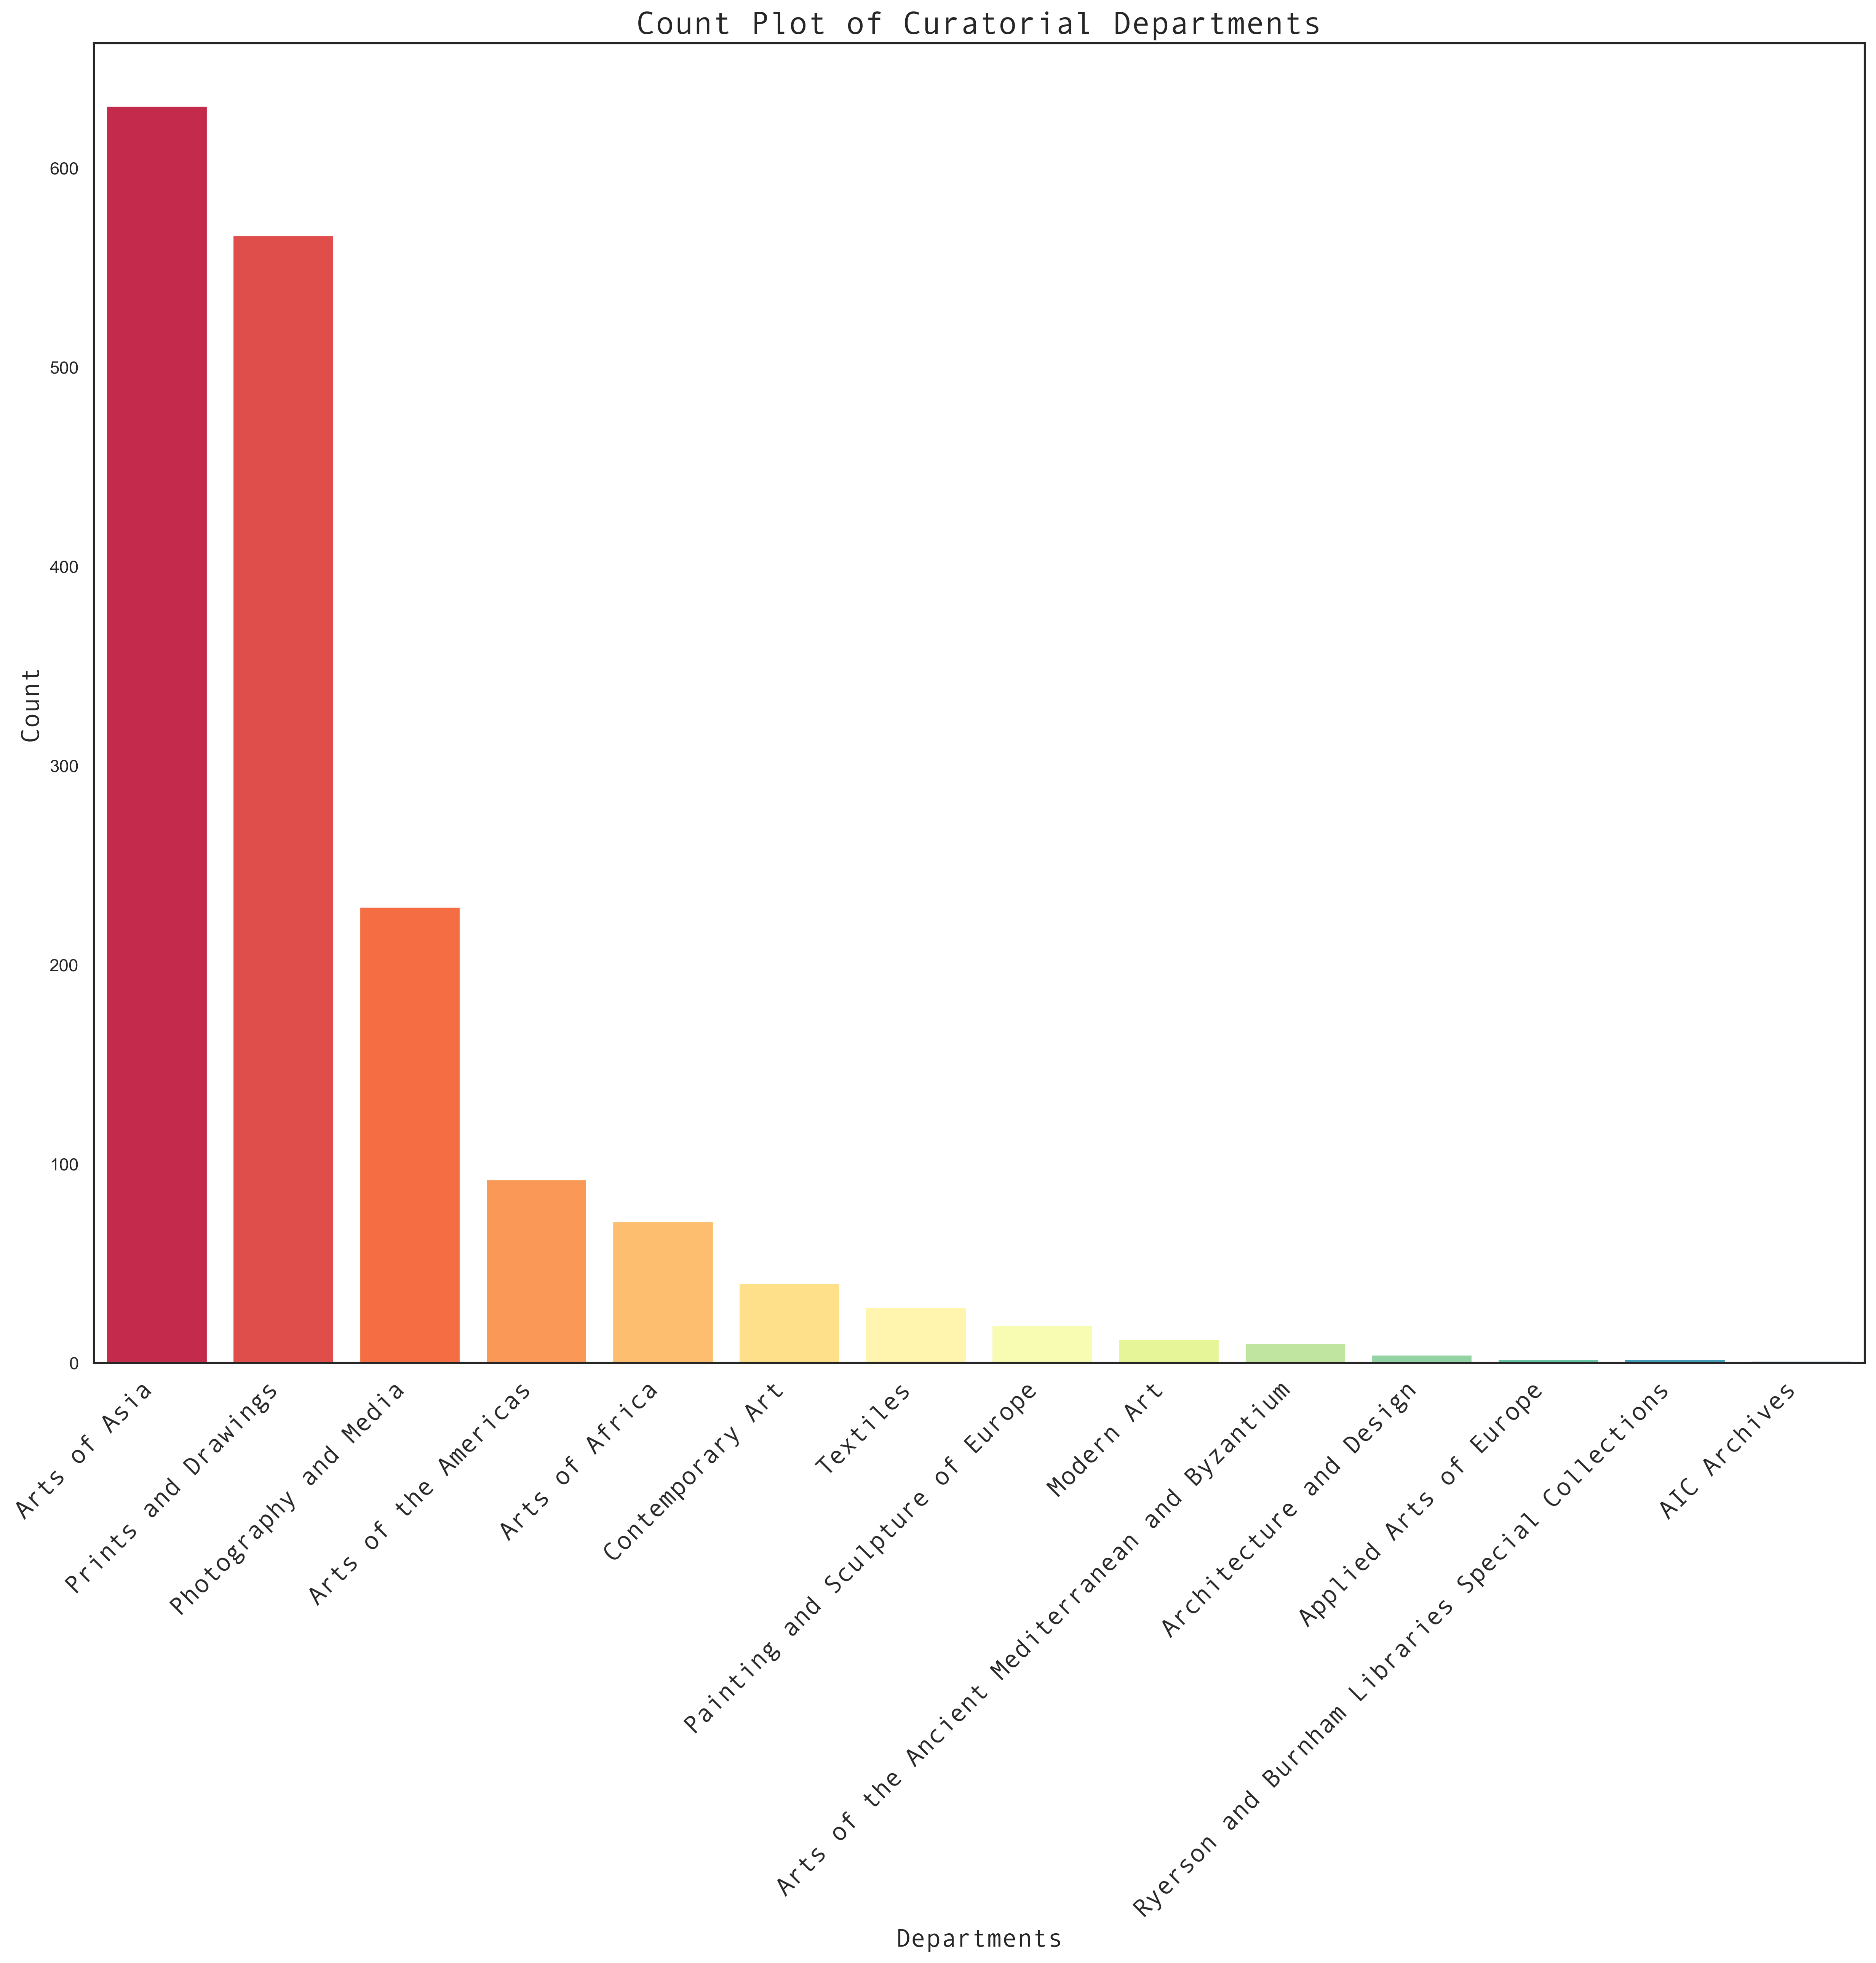 Count Plot of Curatorial Departments
Count
600
500
400
300
200
100
0
Arts of Asia
Prints and Drawings
Photography and Media
Arts of the Americas
Arts of Africa
Contemporary Art
Textiles
Painting and Sculpture of Europe
Modern Art
Arts of the Ancient Mediterranean and Byzantium
Architecture and Design
Applied Arts of Europe
Ryerson and Burnham Libraries Special Collections
AIC Archives
Departments